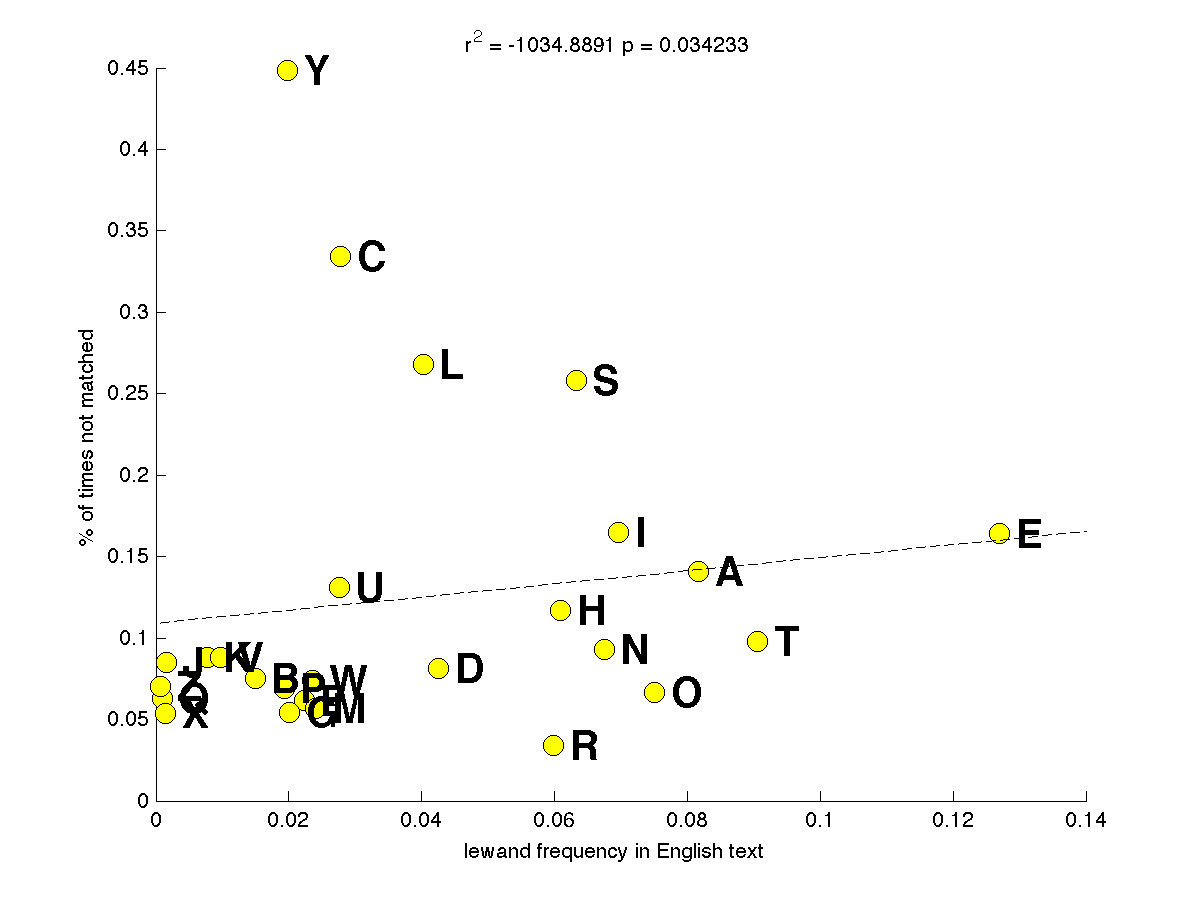 r2 = -1034.8891 p = 0.034233
0.45
Y
0.4
0.35
C
0.3
L
S
0.25
0.2
I
E
0.15
A
U
H
T
N
0.1
J
K
V
D
B
W
Z
P
Q
O
F
M
G
X
0.05
R
0
0 0.02 0.04 0.06 0.08 0.1 0.12 0.14
lewand frequency in English text
% of times not matched